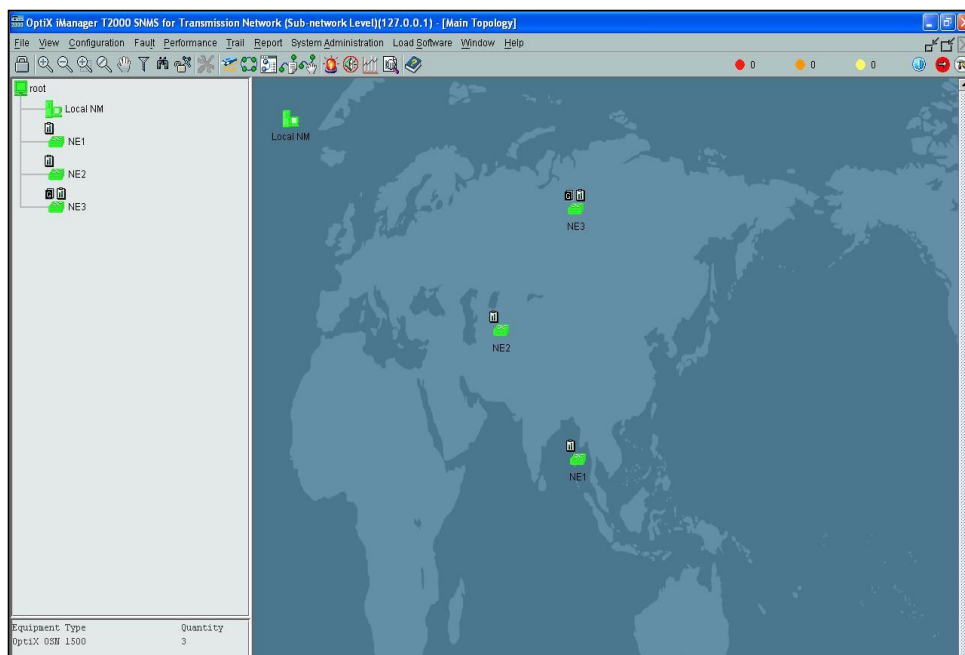 OptiX iManager T2000 SNMS for Transmission Network (Sub-network Level)(127.0.0.1) - [Main Topology]
File View Configuration Fault Performance Trail Report System Administration Load Software Window Help
0 0 0
root
Local NM
NE1
NE2
NE3
Local NM
NE3
NE2
NE1
Equipment Type Quantity
OptiX OSN 1500 3